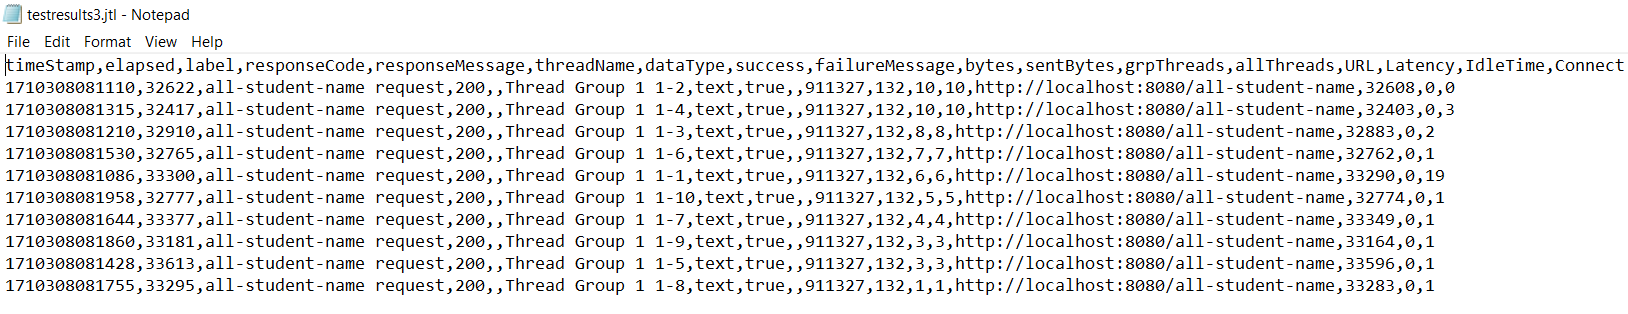 testresults3.jtl - Notepad
File Edit Format View Help
timeStamp,elapsed,label,responseCode,responseMessage,threadName,dataType,success,failureMessage,bytes,sentBytes,grpThreads,allThreads,URL,Latency,IdleTime,Connect
1710308081110,32622,all-student-name request,200,,Thread Group 1 1-2,text,true,,911327,132,10,10,http://localhost:8080/all-student-name,32608,0,0
1710308081315,32417,all-student-name request,200,,Thread Group 1 1-4,text,true,,911327,132,10,10,http://localhost:8080/all-student-name,32403,0,3
1710308081210,32910,all-student-name request,200,,Thread Group 1 1-3,text,true,,911327,132,8,8,http://localhost:8080/all-student-name,32883,0,2
1710308081530,32765,all-student-name request,200,,Thread Group 1 1-6,text,true,,911327,132,7,7,http://localhost:8080/all-student-name,32762,0,1
1710308081086,33300,all-student-name request,200,,Thread Group 1 1-1,text,true,,911327,132,6,6,http://localhost:8080/all-student-name,33290,0,19
1710308081958,32777,all-student-name request,200,,Thread Group 1 1-10,text,true,,911327,132,5,5,http://localhost:8080/all-student-name,32774,0,1
1710308081644,33377,all-student-name request,200,,Thread Group 1 1-7,text,true,,911327,132,4,4,http://localhost:8080/all-student-name,33349,0,1
1710308081860,33181,all-student-name request,200,,Thread Group 1 1-9,text,true,,911327,132,3,3,http://localhost:8080/all-student-name,33164,0,1
1710308081428,33613,all-student-name request,200,,Thread Group 1 1-5,text,true,,911327,132,3,3,http://localhost:8080/all-student-name,33596,0,1
1710308081755,33295,all-student-name request,200,,Thread Group 1 1-8,text,true,,911327,132,1,1,http://localhost:8080/all-student-name,33283,0,1